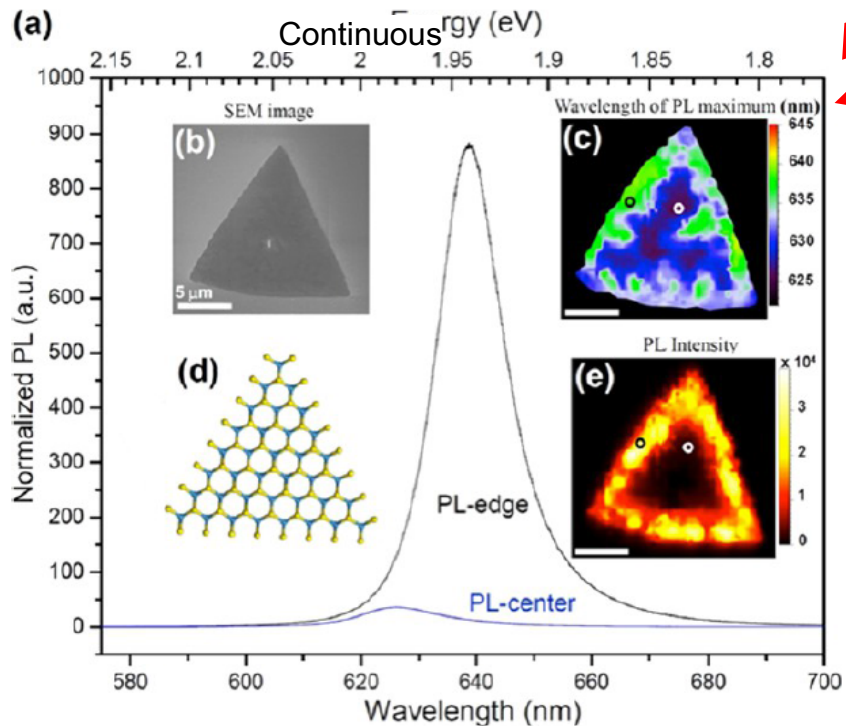 (a)
Energy (eV)
Continuous
2.15 2.1 2.05 2 1.95 1.9 1.85 1.8
1000
900
800
700
600
500
400
300
200
100
0
Normalized PL (a.u.)
SEM image
(b)
5 µm
Wavelength of PL maximum (nm)
(c)
645
640
635
630
625
(d)
PL Intensity
(e)
x 10⁴
3
2
1
0
PL-edge
PL-center
580 600 620 640 660 680 700
Wavelength (nm)